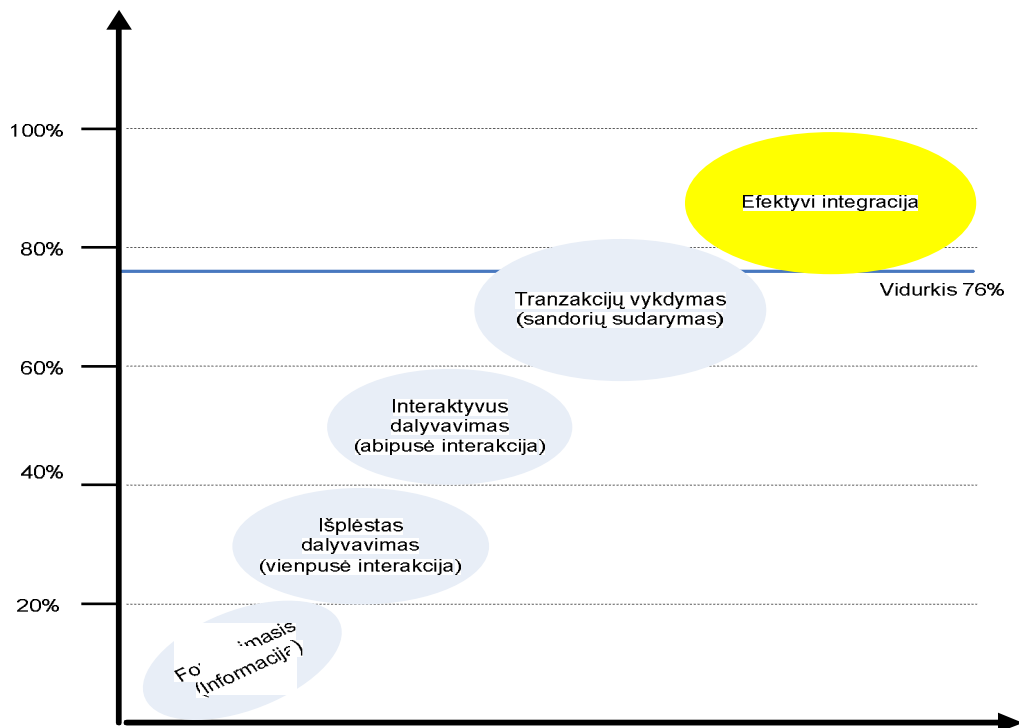 100%
Efektyvi integracija
80%
Vidurkis 76%
Tranzakcijų vykdymas
(sandorių sudarymas)
60%
Interaktyvus
dalyvavimas
(abipusė interakcija)
40%
Išplėstas
dalyvavimas
(vienpusė interakcija)
20%
(Informacija)